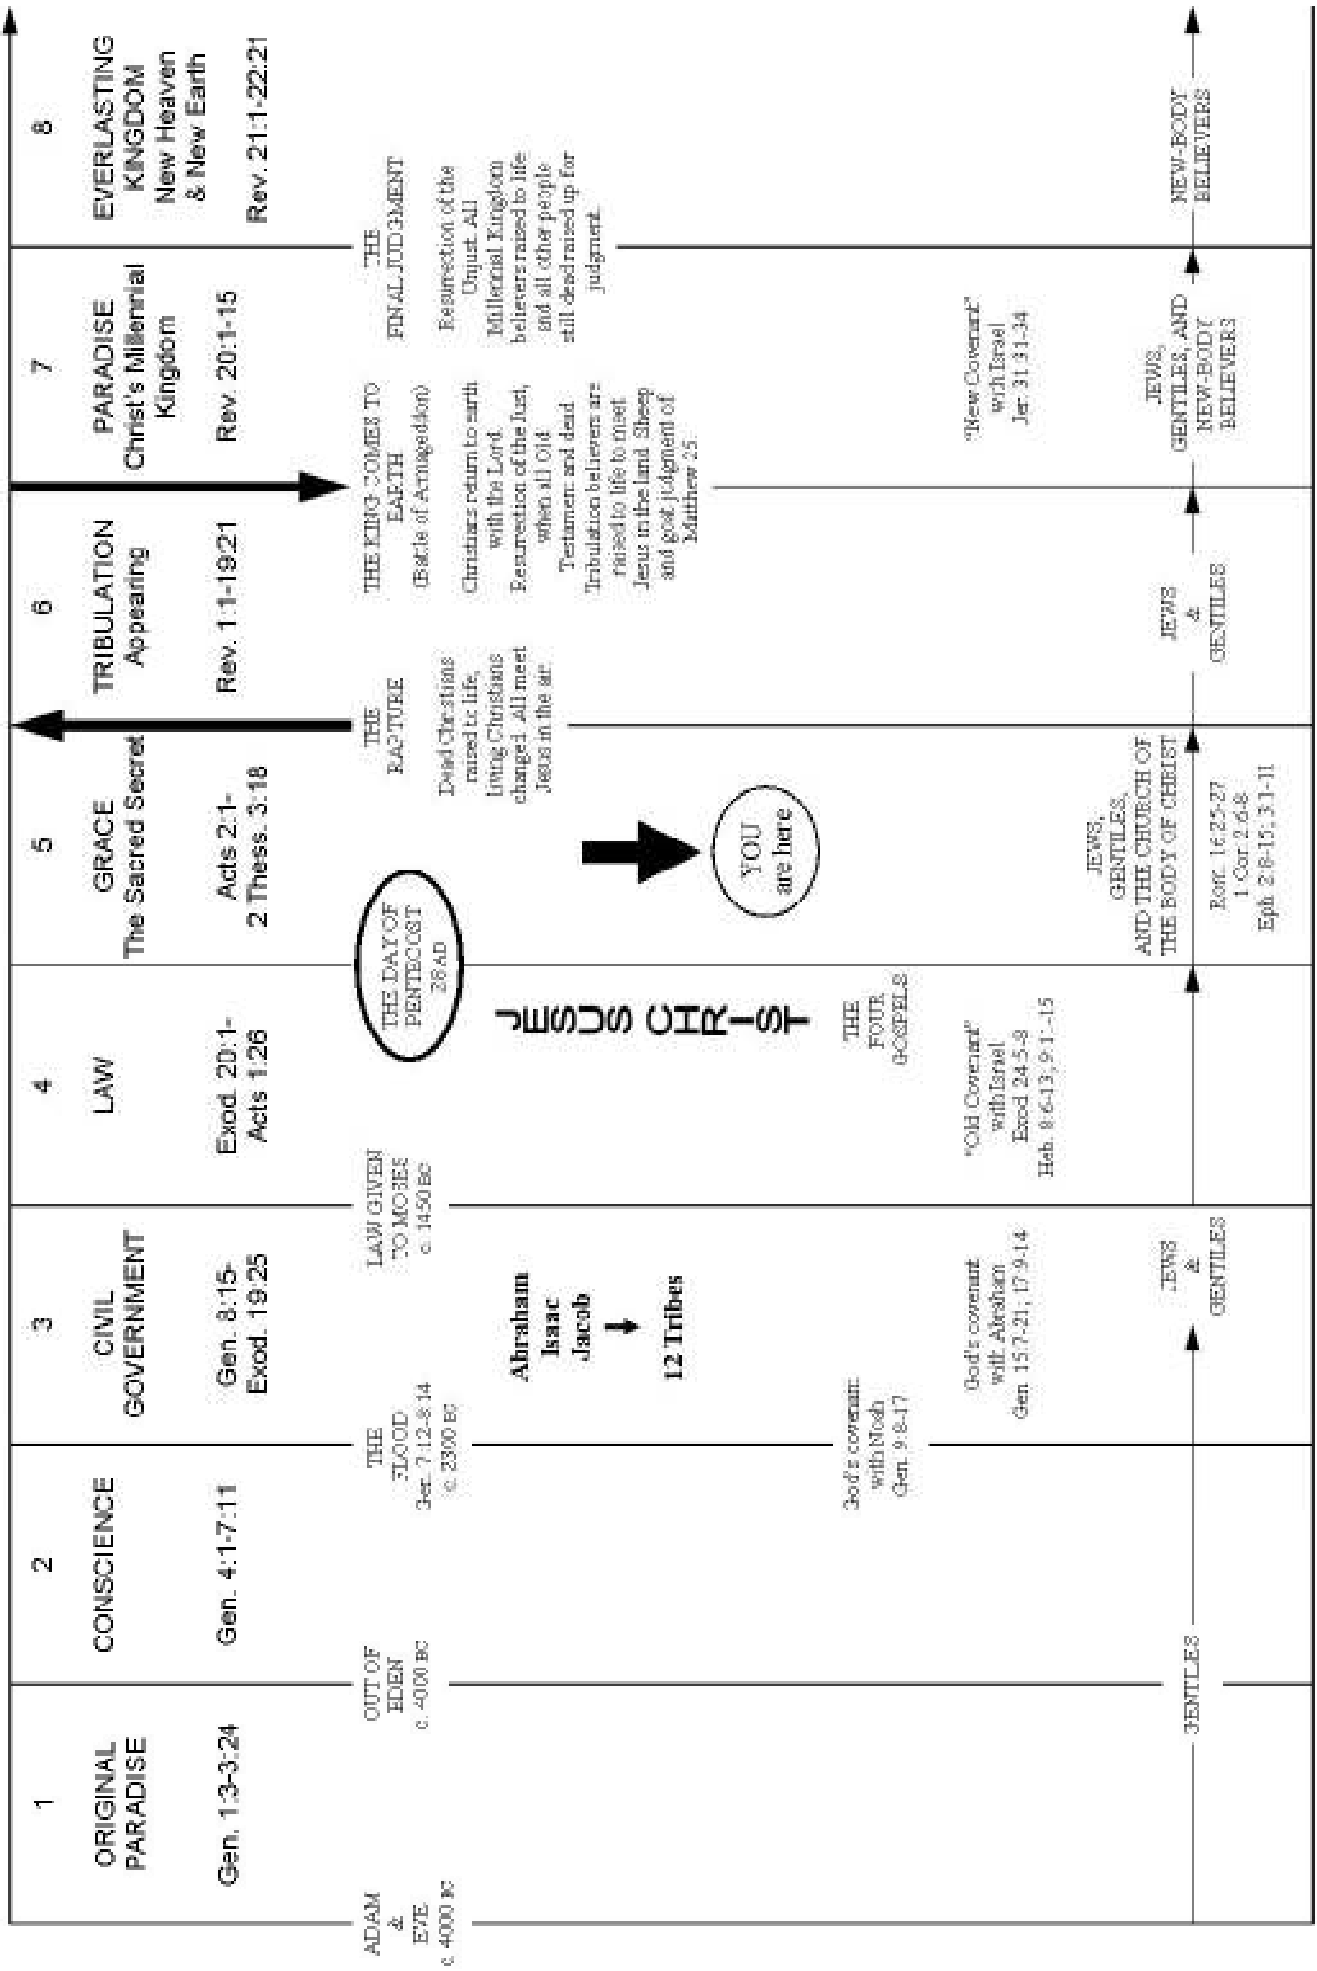 1
ORIGINAL
PARADISE
Gen. 1:3-3:24
2
CONSCIENCE
Gen. 4:1-7:11
3
CIVIL
GOVERNMENT
Gen. 8:15-
Exod. 19:25
4
LAW
Exod. 20:1-
Acts 1:26
5
GRACE
The Sacred Secret
Acts 2:1-
2 Thess. 3:18
6
TRIBULATION
Appearing
Rev. 1:1-19:21
7
PARADISE
Christ's Millennial
Kingdom
Rev. 20:1-15
8
EVERLASTING
KINGDOM
New Heaven
& New Earth
Rev. 21:1-22:21
ADAM
&
EVE
c. 4000 BC
OUT OF
EDEN
c. 4000 BC
THE
FLOOD
Gen. 7:12-8:14
c. 2300 BC
LAW GIVEN
TO MOSES
c. 1450 BC
THE DAY OF
PENTECOST
28 AD
THE
RAPTURE
Dead Christians
raised to life,
living Christians
changed. All meet
Jesus in the air.
THE KING COMES TO
EARTH
(Battle of Armageddon)
Christians return to earth
with the Lord.
Resurrection of the Just,
when all Old
Testament and dead
Tribulation believers are
raised to life to meet
Jesus in the land. Sheep
and goat judgment of
Matthew 25.
THE
FINAL JUDGMENT
Resurrection of the
Unjust. All
Millennial Kingdom
believers raised to life
and all other people
still dead raised up for
judgment.
Abraham
Isaac
Jacob
12 Tribes
JESUS CHRIST
YOU
are here
God's covenant
with Noah
Gen. 9:8-17
THE
FOUR
GOSPELS
God's covenant
with Abraham
Gen. 15:7-21; 17:9-14
"Old Covenant"
with Israel
Exod. 24:5-8
Heb. 8:6-13; 9:11-15
"New Covenant"
with Israel
Jer. 31:31-34
GENTILES
JEWS
&
GENTILES
JEWS,
GENTILES,
AND THE CHURCH OF
THE BODY OF CHRIST
Rom. 16:25-27
1 Cor. 2:6-8
Eph. 2:8-15; 3:1-11
JEWS
&
GENTILES
JEWS,
GENTILES, AND
NEW-BODY
BELIEVERS
NEW-BODY
BELIEVERS